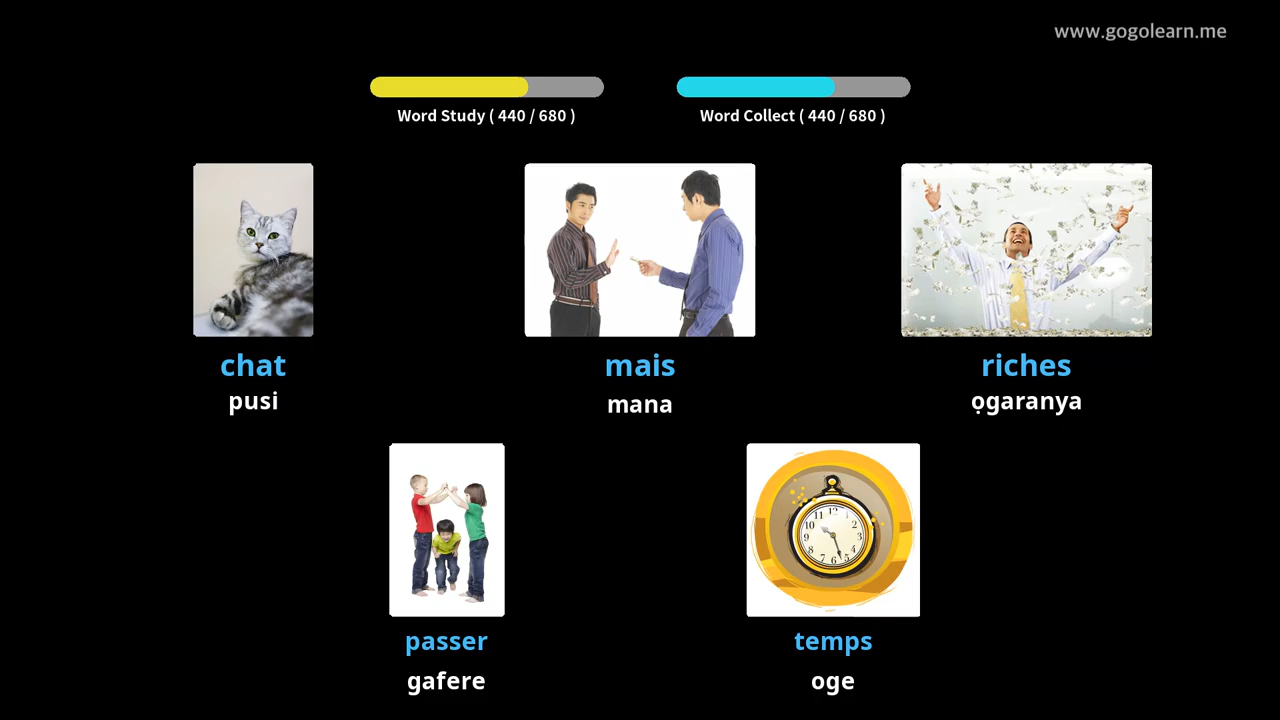 www.gogolearn.me
Word Study ( 440 / 680 )
Word Collect ( 440 / 680 )
chat
pusi
mais
mana
riches
ọgaranya
passer
gafere
temps
oge